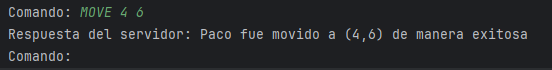 Comando: MOVE 4 6
Respuesta del servidor: Paco fue movido a (4,6) de manera exitosa
Comando: